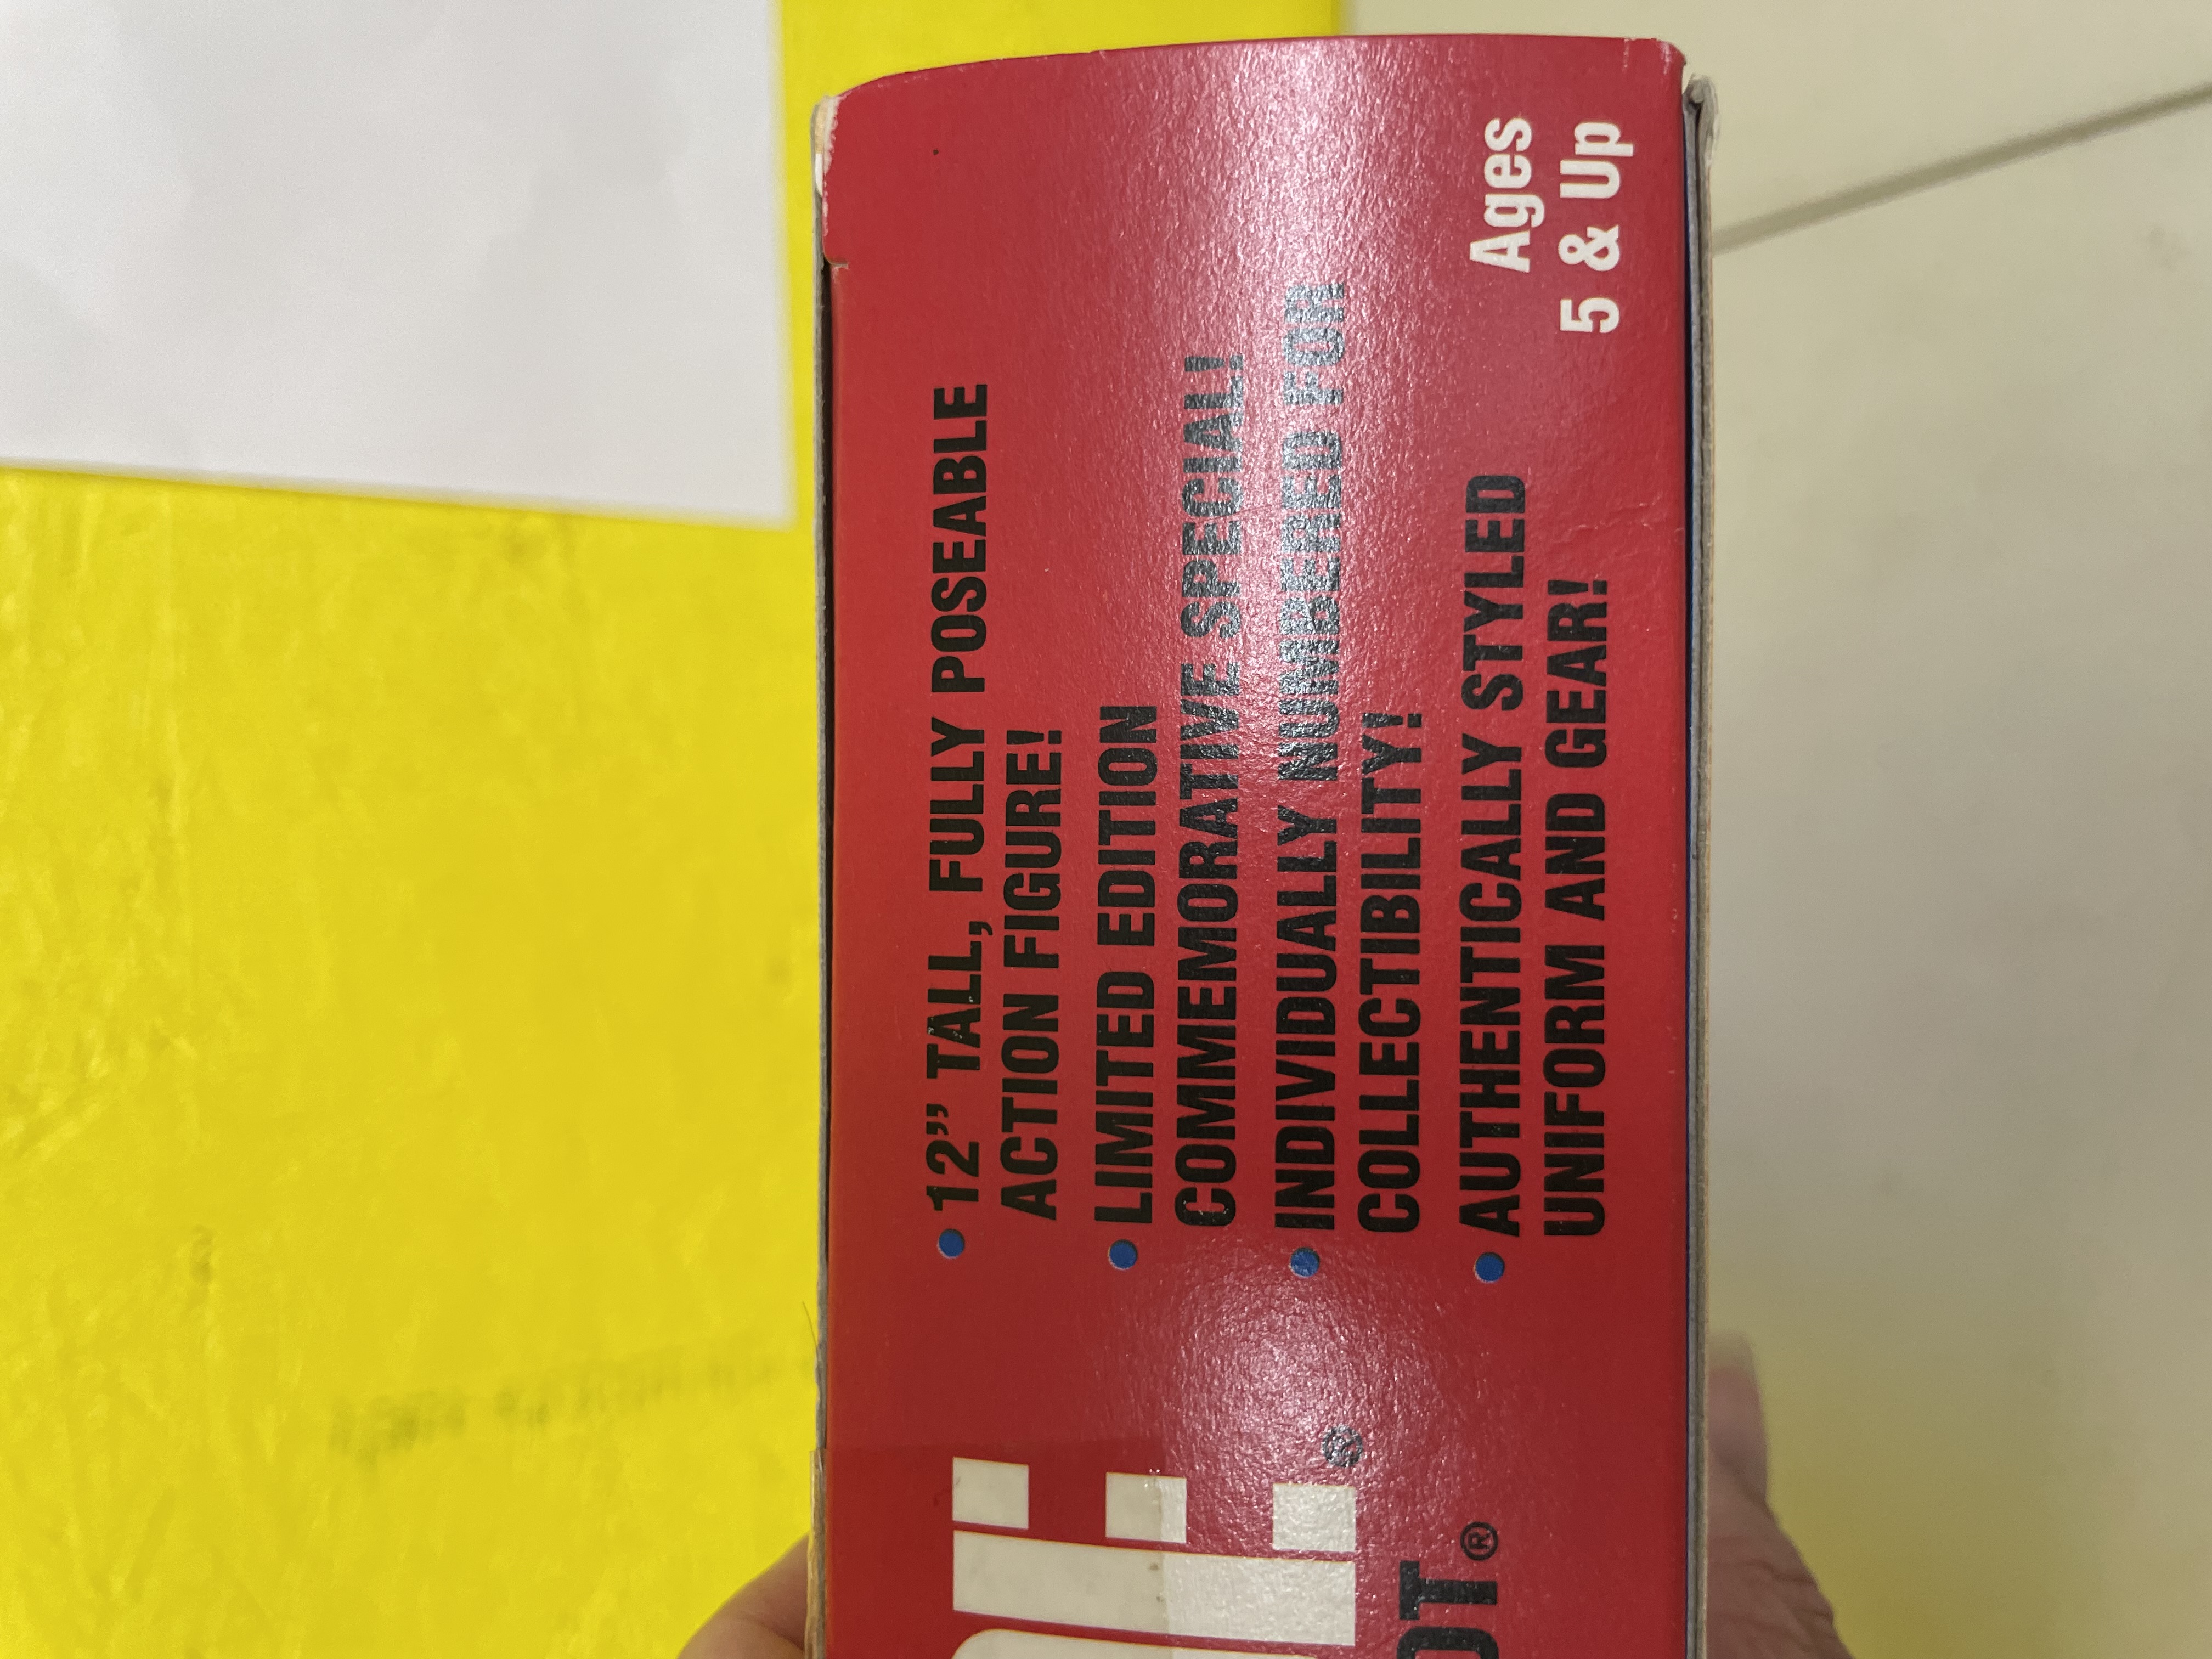 • 12” TALL, FULLY POSEABLE
ACTION FIGURE!
• LIMITED EDITION
COMMEMORATIVE SPECIAL!
• INDIVIDUALLY NUMBERED FOR
COLLECTIBILITY!
• AUTHENTICALLY STYLED
UNIFORM AND GEAR!
Ages
5 & Up
®
®